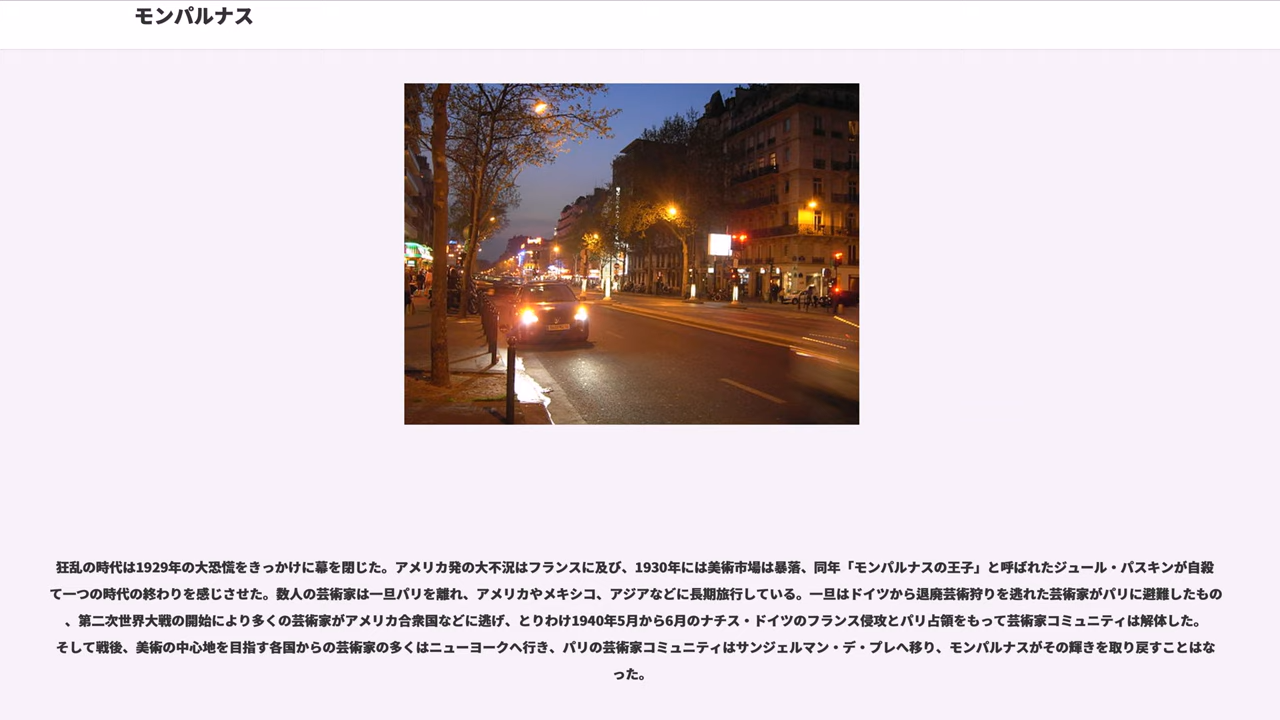 モンパルナス
狂乱の時代は1929年の大恐慌をきっかけに幕を閉じた。アメリカ発の大不況はフランスに及び、1930年には美術市場は暴落、同年「モンパルナスの王子」と呼ばれたジュール・パスキンが自殺
て一つの時代の終わりを感じさせた。数人の芸術家は一旦パリを離れ、アメリカやメキシコ、アジアなどに長期旅行している。一旦はドイツから退廃芸術狩りを逃れた芸術家がパリに避難したもの
、第二次世界大戦の開始により多くの芸術家がアメリカ合衆国などに逃げ、とりわけ1940年5月から6月のナチス・ドイツのフランス侵攻とパリ占領をもって芸術家コミュニティは解体した。
そして戦後、美術の中心地を目指す各国からの芸術家の多くはニューヨークへ行き、パリの芸術家コミュニティはサンジェルマン・デ・プレへ移り、モンパルナスがその輝きを取り戻すことはな
った。